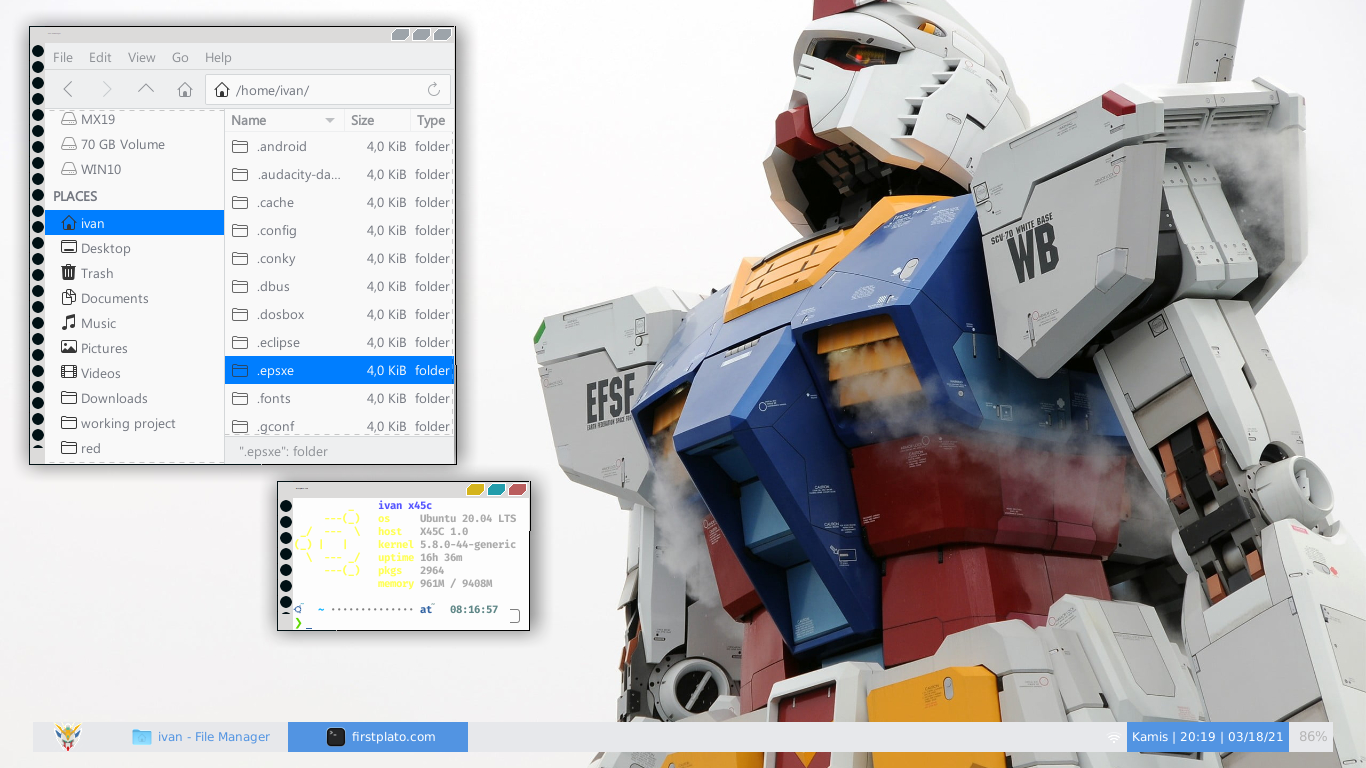 File Edit View Go Help
/home/ivan/
MX19
70 GB Volume
WIN10
PLACES
ivan
Desktop
Trash
Documents
Music
Pictures
Videos
Downloads
working project
red
Name Size Type
.android 4,0 KiB folder
.audacity-da... 4,0 KiB folder
.cache 4,0 KiB folder
.config 4,0 KiB folder
.conky 4,0 KiB folder
.dbus 4,0 KiB folder
.dosbox 4,0 KiB folder
.eclipse 4,0 KiB folder
.epsxe 4,0 KiB folder
.fonts 4,0 KiB folder
.gconf 4,0 KiB folder
".epsxe": folder
ivan x45c
os Ubuntu 20.04 LTS
host X45C 1.0
kernel 5.8.0-44-generic
uptime 16h 36m
pkgs 2964
memory 961M / 9408M
~ ·············· at 08:16:57
❯ _
SCV-70 WHITE BASE
WB
EFSF
ivan - File Manager
firstplato.com
Kamis | 20:19 | 03/18/21
86%